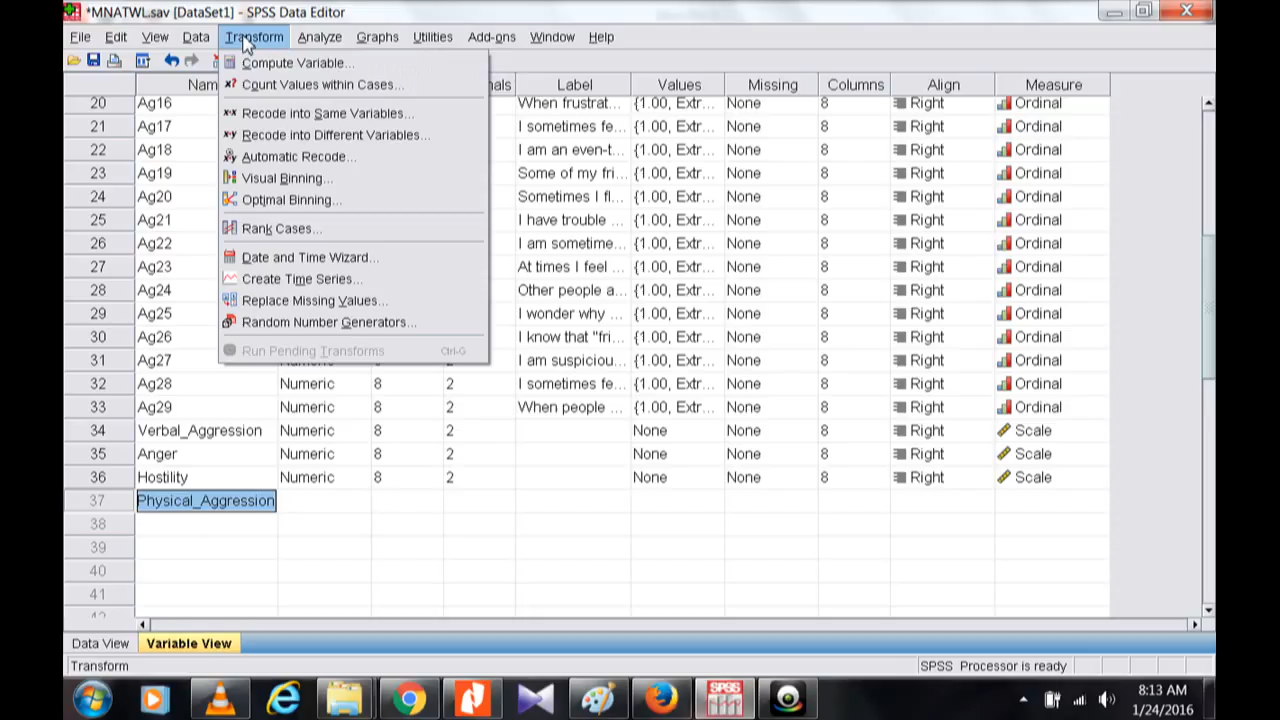 *MNATWL.sav [DataSet1] - SPSS Data Editor
File Edit View Data Transform Analyze Graphs Utilities Add-ons Window Help
Compute Variable...
Count Values within Cases...
Recode into Same Variables...
Recode into Different Variables...
Automatic Recode...
Visual Binning...
Optimal Binning...
Rank Cases...
Date and Time Wizard...
Create Time Series...
Replace Missing Values...
Random Number Generators...
Run Pending Transforms Ctrl-G
Label Values Missing Columns Align Measure
20 Ag16 When frustrat... {1.00, Extr... None 8 Right Ordinal
21 Ag17 I sometimes fe... {1.00, Extr... None 8 Right Ordinal
22 Ag18 I am an even-t... {1.00, Extr... None 8 Right Ordinal
23 Ag19 Some of my fri... {1.00, Extr... None 8 Right Ordinal
24 Ag20 Sometimes I fl... {1.00, Extr... None 8 Right Ordinal
25 Ag21 I have trouble ... {1.00, Extr... None 8 Right Ordinal
26 Ag22 I am sometime... {1.00, Extr... None 8 Right Ordinal
27 Ag23 At times I feel ... {1.00, Extr... None 8 Right Ordinal
28 Ag24 Other people a... {1.00, Extr... None 8 Right Ordinal
29 Ag25 I wonder why ... {1.00, Extr... None 8 Right Ordinal
30 Ag26 I know that "fri... {1.00, Extr... None 8 Right Ordinal
31 Ag27 I am suspiciou... {1.00, Extr... None 8 Right Ordinal
32 Ag28 Numeric 8 2 I sometimes fe... {1.00, Extr... None 8 Right Ordinal
33 Ag29 Numeric 8 2 When people ... {1.00, Extr... None 8 Right Ordinal
34 Verbal_Aggression Numeric 8 2 None None 8 Right Scale
35 Anger Numeric 8 2 None None 8 Right Scale
36 Hostility Numeric 8 2 None None 8 Right Scale
37 Physical_Aggression
38
39
40
41
Data View Variable View
Transform SPSS Processor is ready
SPSS
8:13 AM
1/24/2016